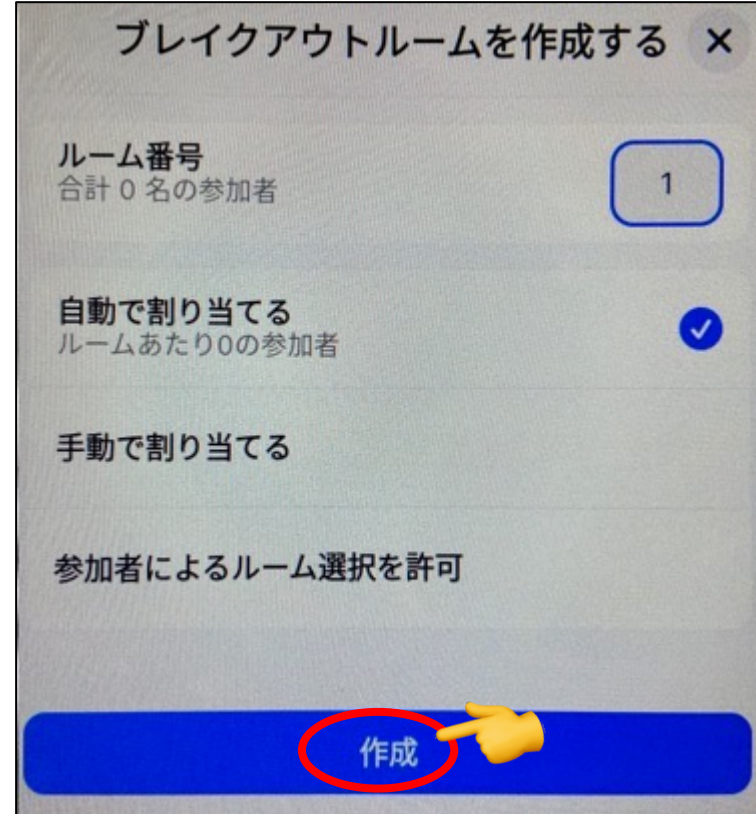 ブレイクアウトルームを作成する
ルーム番号
合計 0 名の参加者
1
自動で割り当てる
ルームあたり0の参加者
手動で割り当てる
参加者によるルーム選択を許可
作成